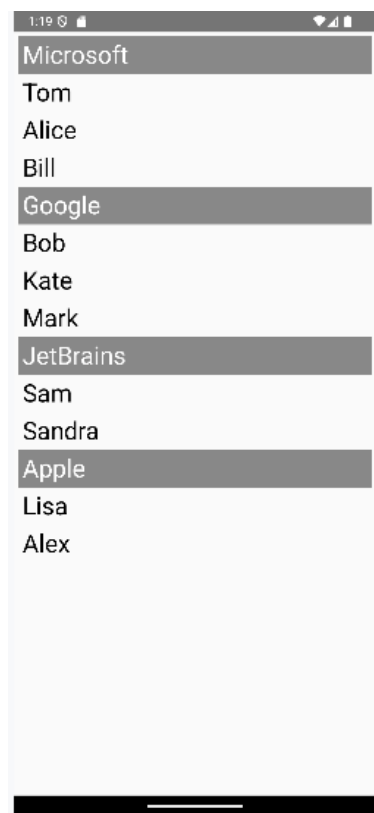 1:19
Microsoft
Tom
Alice
Bill
Google
Bob
Kate
Mark
JetBrains
Sam
Sandra
Apple
Lisa
Alex